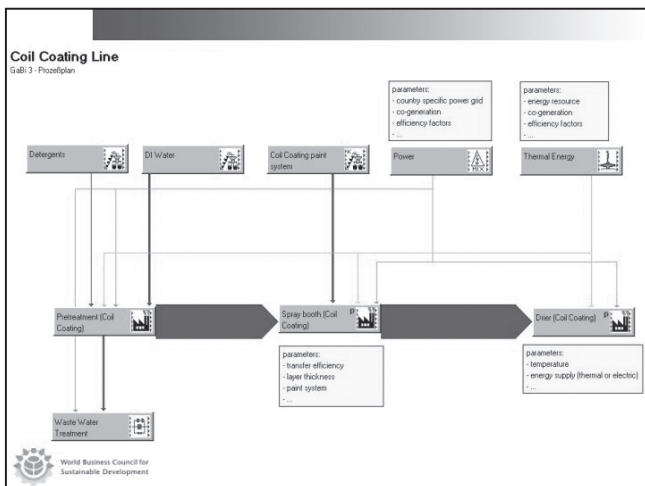 Coil Coating Line
GaBi 3 - Prozeßplan
parameters:
- country specific power grid
- co-generation
- efficiency factors
- ...
parameters:
- energy resource
- co-generation
- efficiency factors
- ...
Detergents
DI Water
Coil Coating paint
system
Power
MIX
Thermal Energy
Pretreatment (Coil
Coating)
Spray booth (Coil
Coating)
P
Drier (Coil Coating)
P
parameters:
- transfer efficiency
- layer thickness
- paint system
- ...
parameters:
- temperature
- energy supply (thermal or electric)
- ...
Waste Water
Treatment
World Business Council for
Sustainable Development